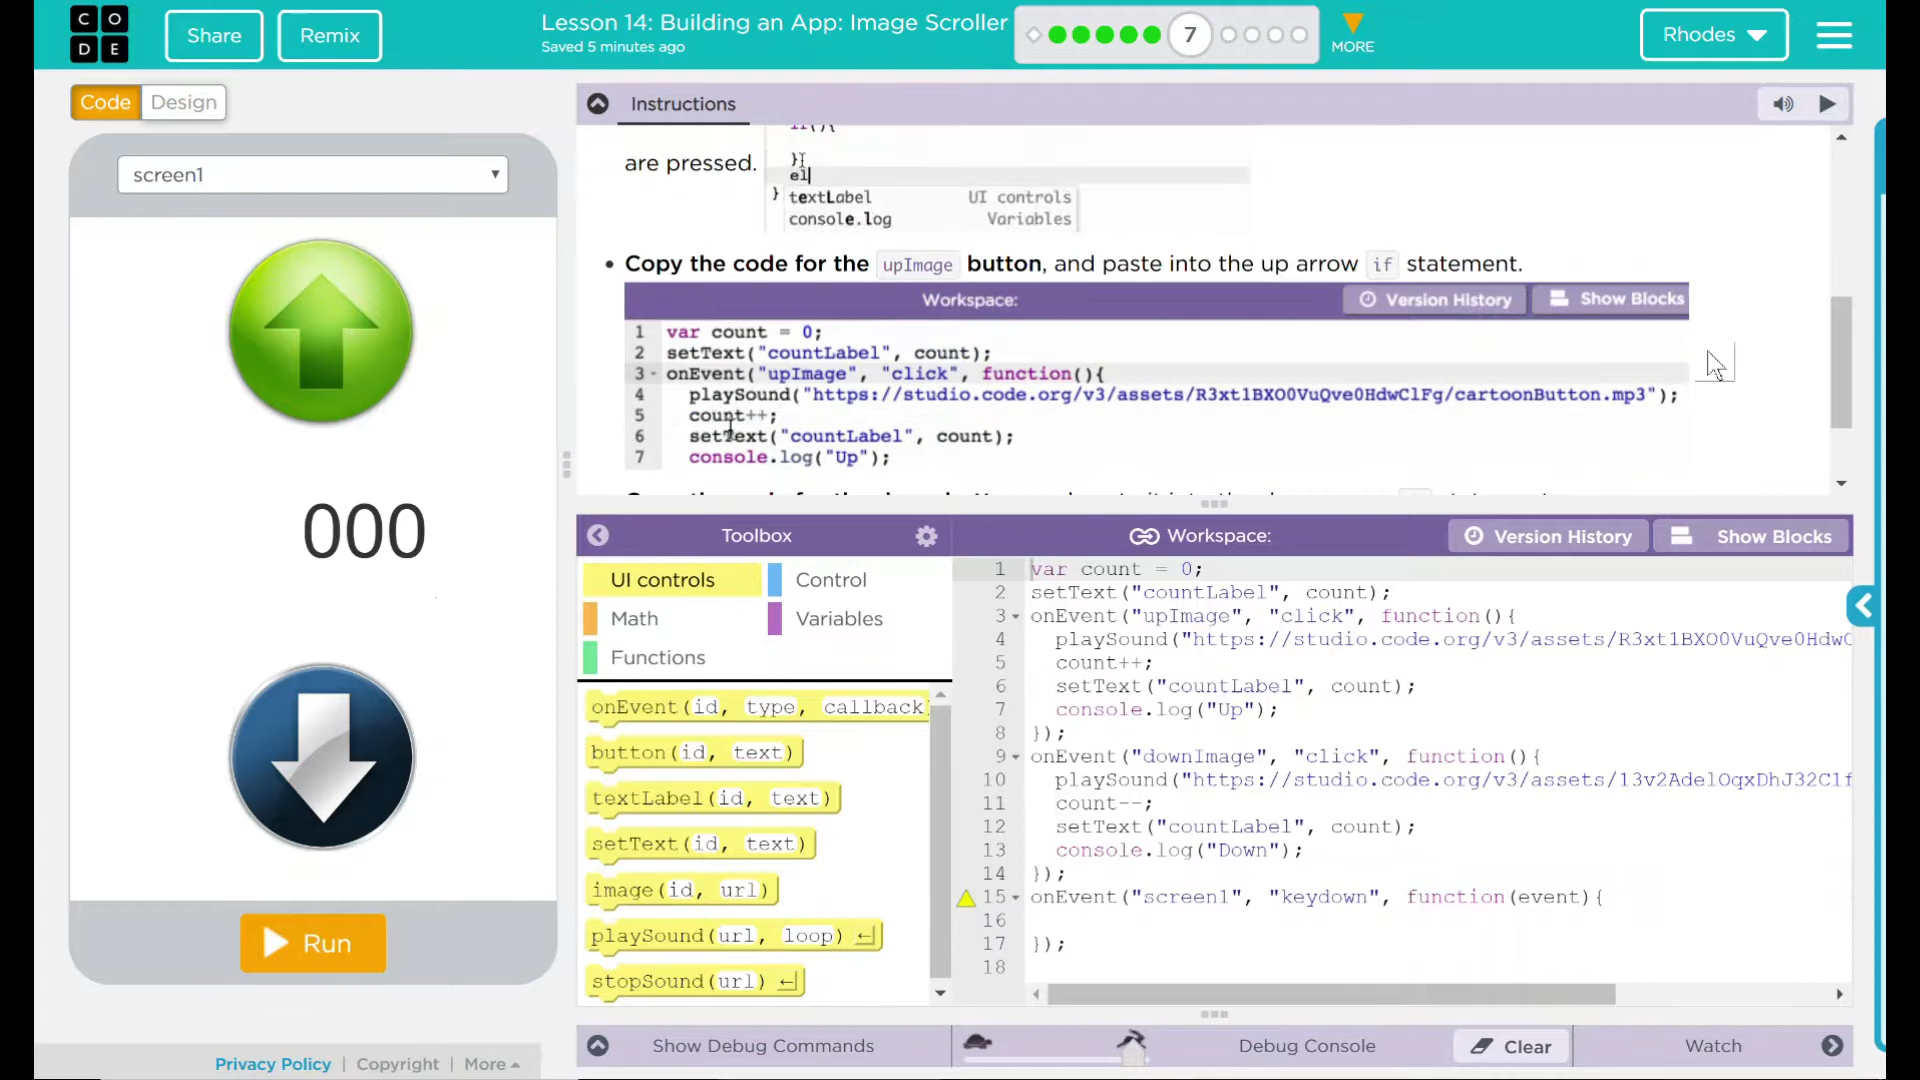 CODE
Share
Remix
Lesson 14: Building an App: Image Scroller
Saved 5 minutes ago
7
MORE
Rhodes
Code
Design
screen1
000
Run
Privacy Policy | Copyright | More
Instructions
if(){
}
are pressed.
el
} textLabel UI controls
console.log Variables
• Copy the code for the upImage button, and paste into the up arrow if statement.
Workspace:
Version History
Show Blocks
1 var count = 0;
2 setText("countLabel", count);
3 onEvent("upImage", "click", function(){
4 playSound("https://studio.code.org/v3/assets/R3xt1BXO0VuQve0HdwClFg/cartoonButton.mp3");
5 count++;
6 setText("countLabel", count);
7 console.log("Up");
Toolbox
Workspace:
Version History
Show Blocks
UI controls
Control
Math
Variables
Functions
onEvent(id, type, callback)
button(id, text)
textLabel(id, text)
setText(id, text)
image(id, url)
playSound(url, loop)
stopSound(url)
1 var count = 0;
2 setText("countLabel", count);
3 onEvent("upImage", "click", function(){
4 playSound("https://studio.code.org/v3/assets/R3xt1BXO0VuQve0HdwC
5 count++;
6 setText("countLabel", count);
7 console.log("Up");
8 });
9 onEvent("downImage", "click", function(){
10 playSound("https://studio.code.org/v3/assets/13v2AdelOqxDhJ32C1f
11 count--;
12 setText("countLabel", count);
13 console.log("Down");
14 });
15 onEvent("screen1", "keydown", function(event){
16
17 });
18
Show Debug Commands
Debug Console
Clear
Watch